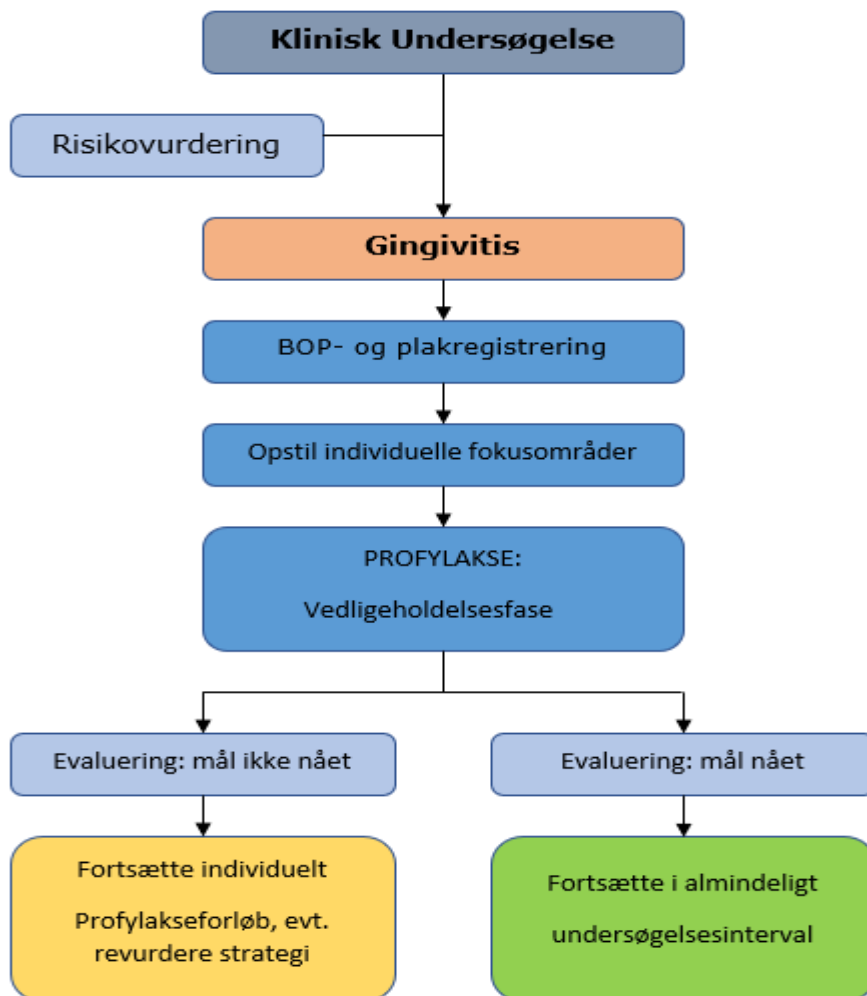 Klinisk Undersøgelse
Risikovurdering
Gingivitis
BOP- og plakregistrering
Opstil individuelle fokusområder
PROFYLAKSE:
Vedligeholdelsesfase
Evaluering: mål ikke nået
Evaluering: mål nået
Fortsætte individuelt
Profylakseforløb, evt.
revurdere strategi
Fortsætte i almindeligt
undersøgelsesinterval